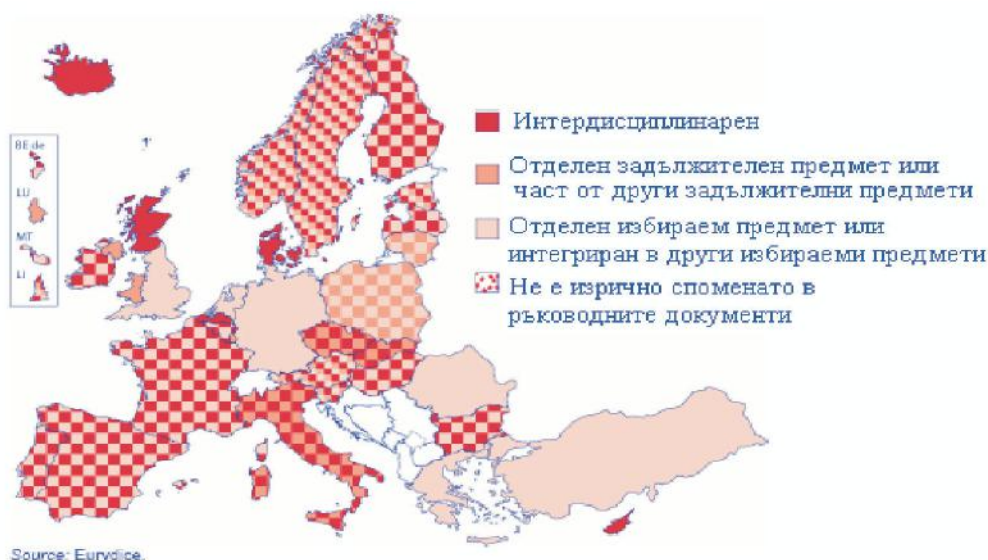 BE de
LU
MT
LI
Интердисциплинарен
Отделен задължителен предмет или
част от други задължителни предмети
Отделен избираем предмет или
интегриран в други избираеми предмети
Не е изрично споменато в
ръководните документи
Source: Eurydice.